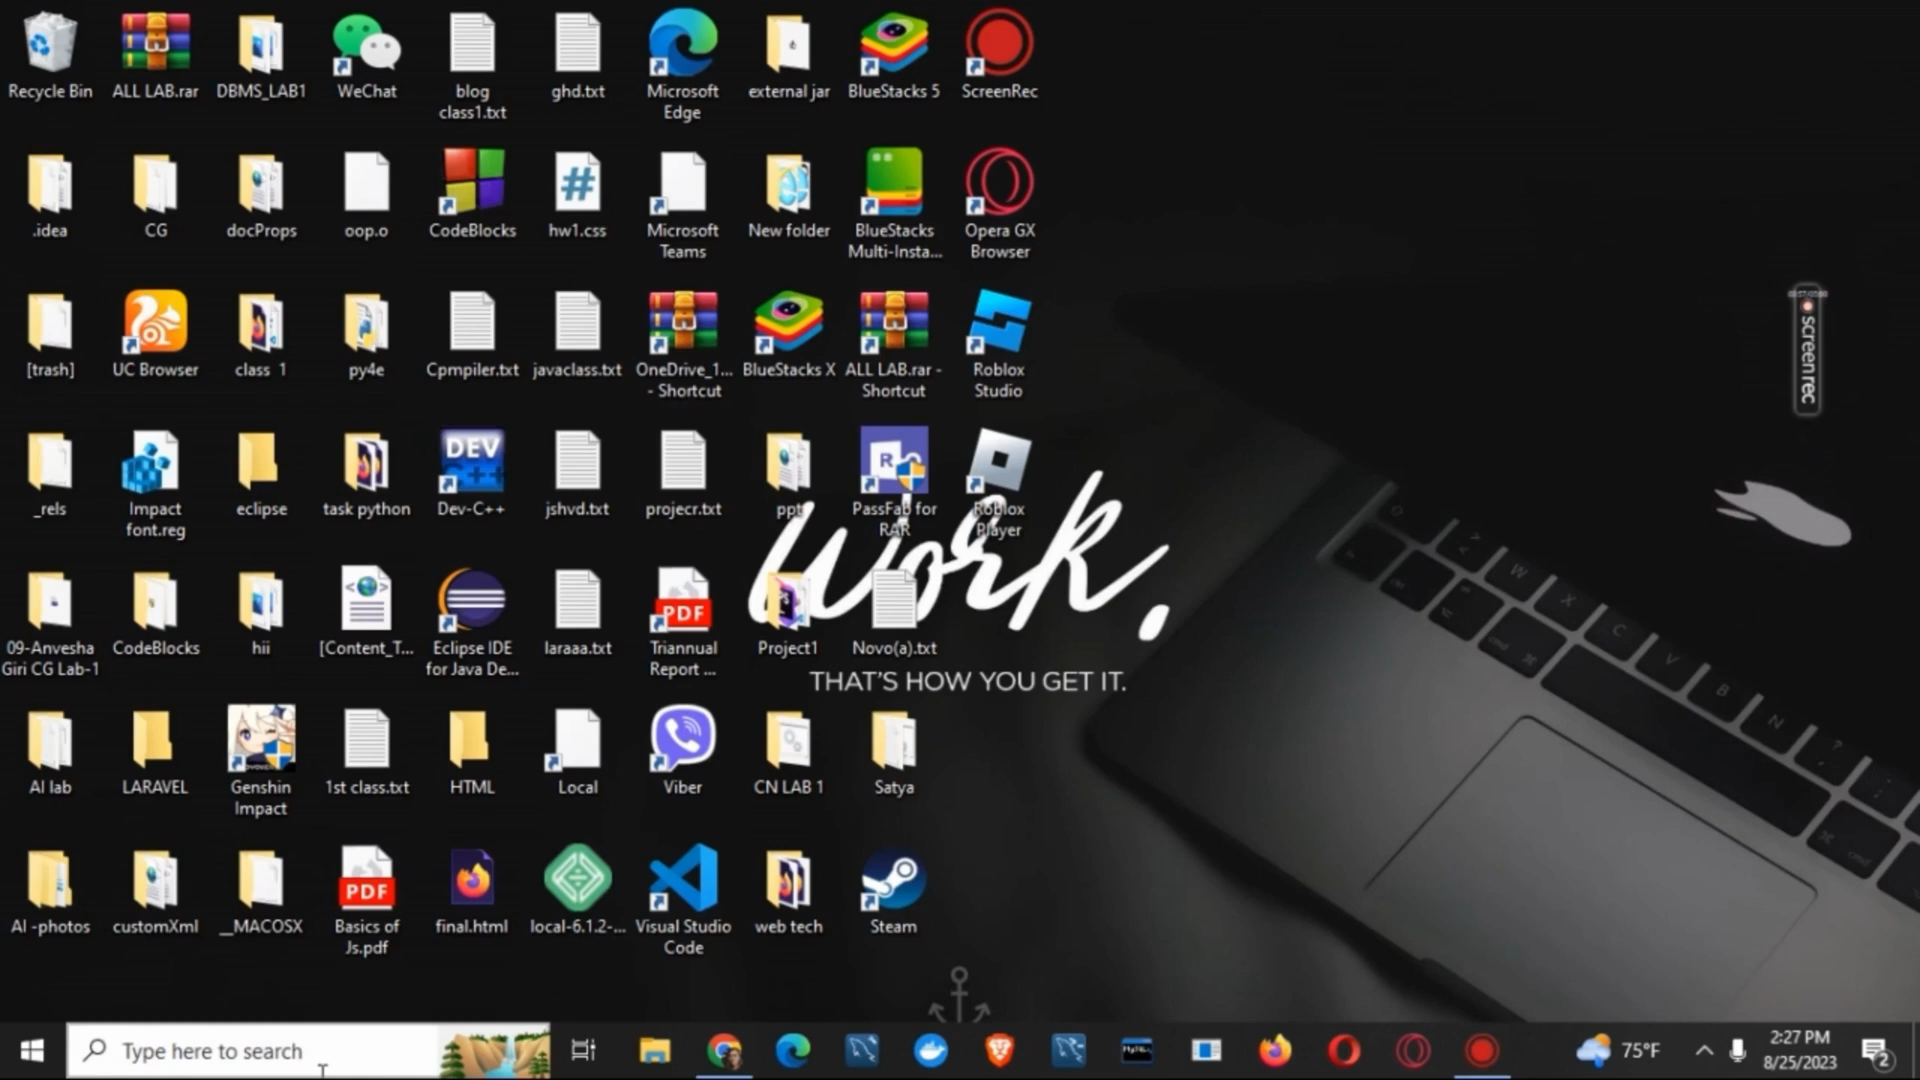 Recycle Bin
ALL LAB.rar
DBMS_LAB1
WeChat
blog
class1.txt
ghd.txt
Microsoft
Edge
external jar
BlueStacks 5
ScreenRec
.idea
CG
docProps
oop.o
CodeBlocks
#
hw1.css
Microsoft
Teams
New folder
BlueStacks
Multi-Insta...
Opera GX
Browser
[trash]
UC Browser
class 1
py4e
Cpmpiler.txt
javaclass.txt
OneDrive_1...
- Shortcut
BlueStacks X
ALL LAB.rar -
Shortcut
Roblox
Studio
screenrec
_rels
Impact
font.reg
eclipse
task python
DEV
C++
Dev-C++
jshvd.txt
projecr.txt
ppt
PassFab for
RAR
Roblox
Player
Work.
THAT'S HOW YOU GET IT.
09-Anvesha
Giri CG Lab-1
CodeBlocks
hii
[Content_T...
Eclipse IDE
for Java De...
laraaa.txt
PDF
Triannual
Report ...
Project1
Novo(a).txt
AI lab
LARAVEL
Genshin
Impact
1st class.txt
HTML
Local
Viber
CN LAB 1
Satya
AI -photos
customXml
__MACOSX
PDF
Basics of
Js.pdf
final.html
local-6.1.2-...
Visual Studio
Code
web tech
Steam
Type here to search
75°F
2:27 PM
8/25/2023
2